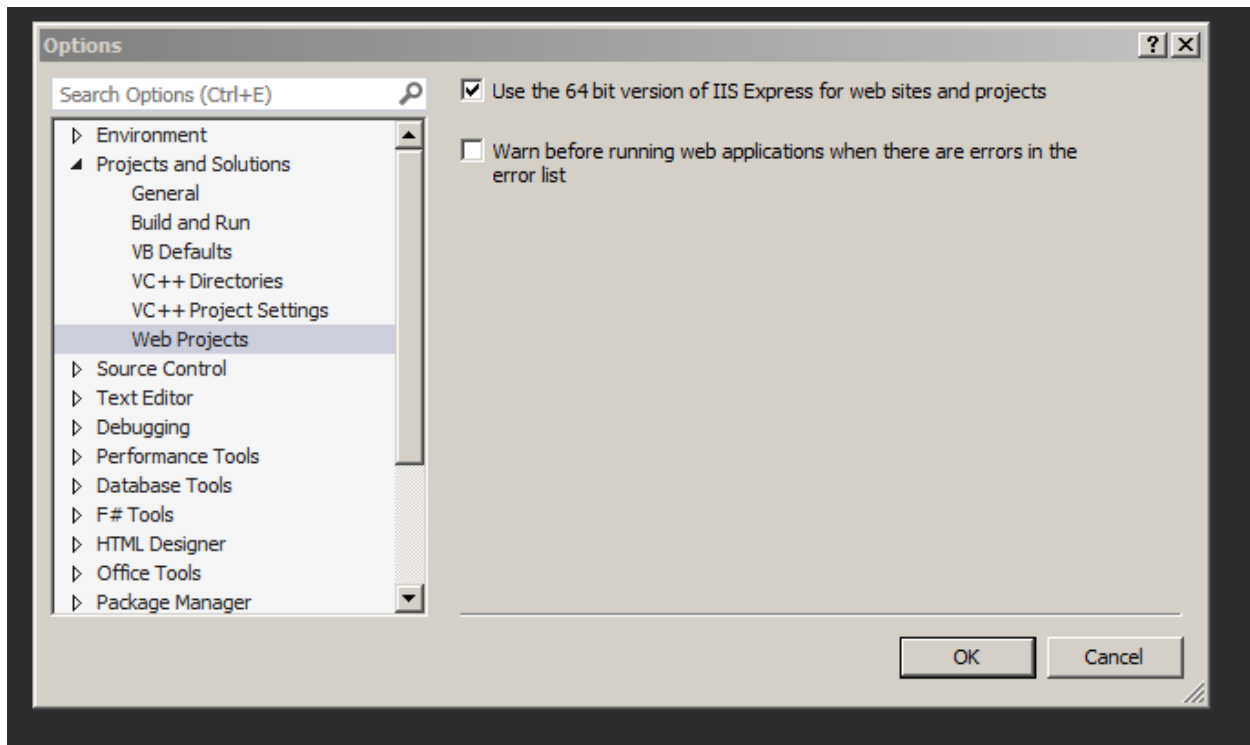 Options
Search Options (Ctrl+E)
Environment
Projects and Solutions
General
Build and Run
VB Defaults
VC++ Directories
VC++ Project Settings
Web Projects
Source Control
Text Editor
Debugging
Performance Tools
Database Tools
F# Tools
HTML Designer
Office Tools
Package Manager
Use the 64 bit version of IIS Express for web sites and projects
Warn before running web applications when there are errors in the
error list
OK
Cancel